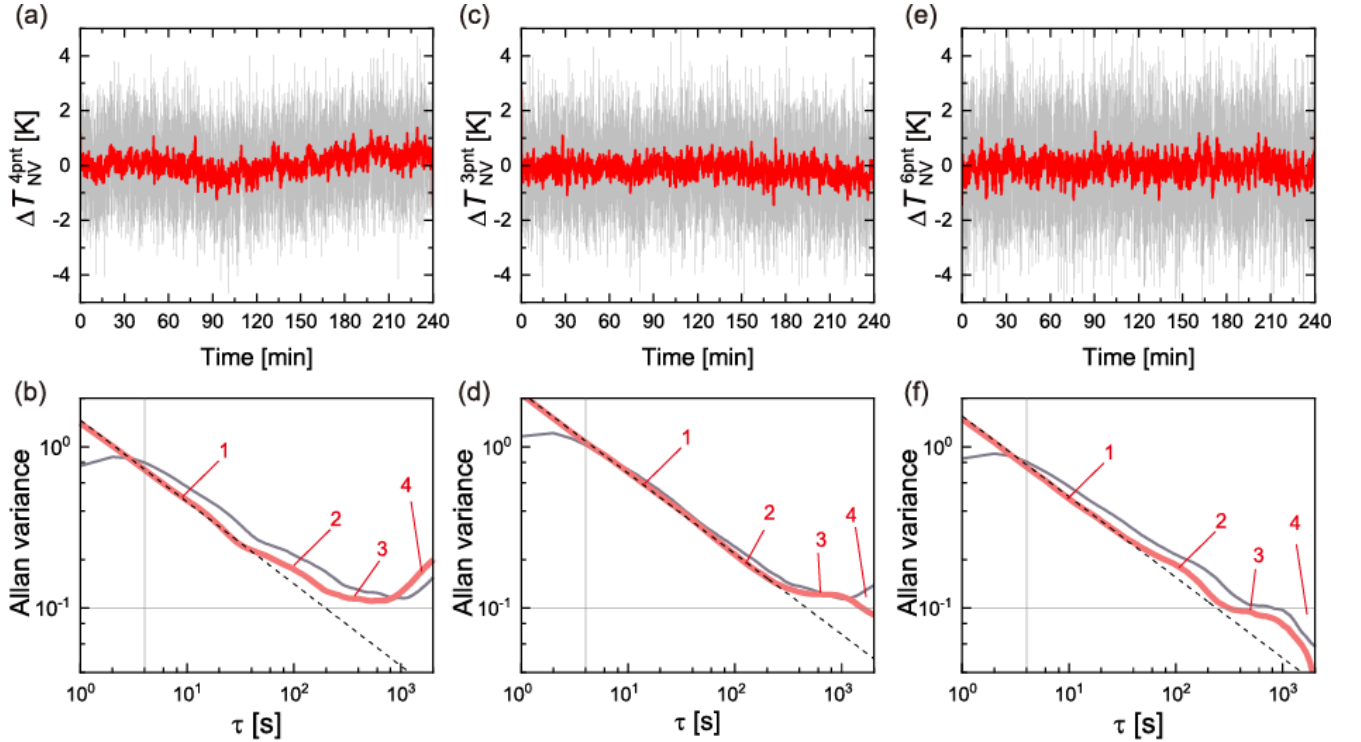 (a)
ΔT_NV^4pnt [K]
4
2
0
-2
-4
0 30 60 90 120 150 180 210 240
Time [min]
(c)
ΔT_NV^3pnt [K]
4
2
0
-2
-4
0 30 60 90 120 150 180 210 240
Time [min]
(e)
ΔT_NV^6pnt [K]
4
2
0
-2
-4
0 30 60 90 120 150 180 210 240
Time [min]
(b)
Allan variance
10^0
10^-1
1
2
3
4
10^0 10^1 10^2 10^3
τ [s]
(d)
Allan variance
10^0
10^-1
1
2
3
4
10^0 10^1 10^2 10^3
τ [s]
(f)
Allan variance
10^0
10^-1
1
2
3
4
10^0 10^1 10^2 10^3
τ [s]